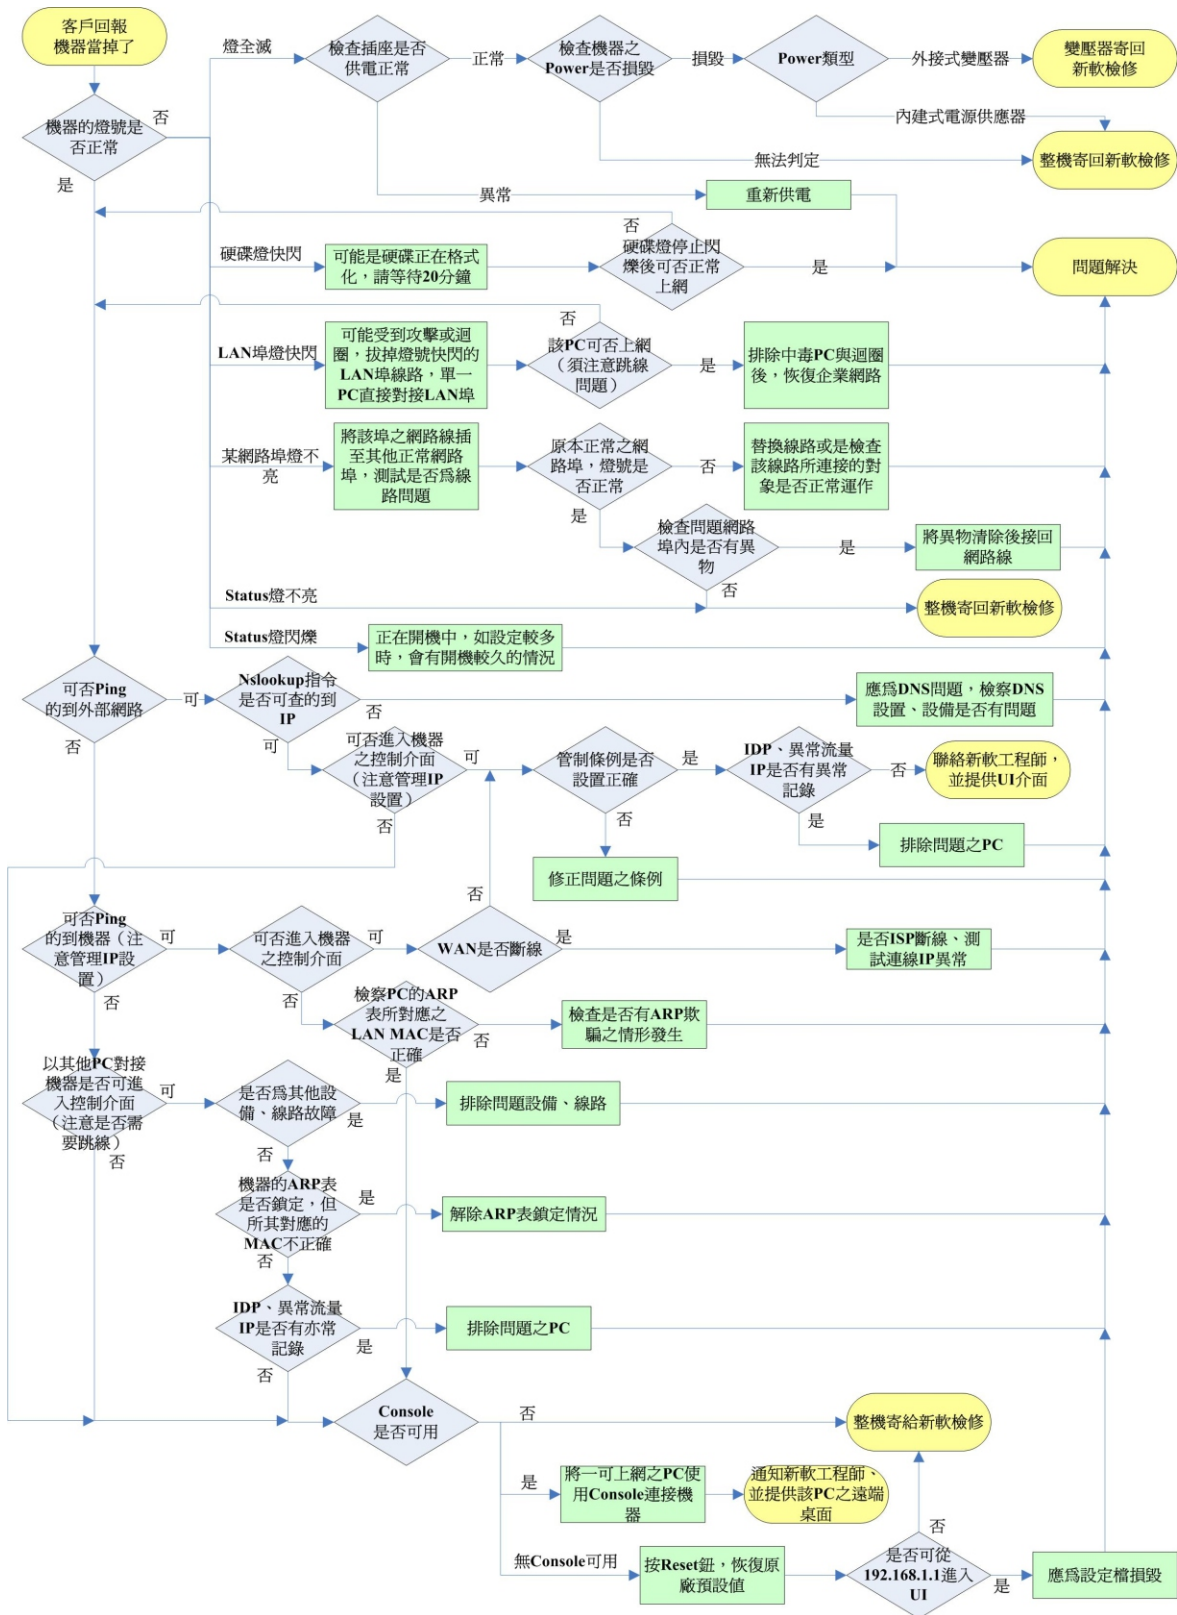 客戶回報
機器當掉了
機器的燈號是
否正常
否
是
燈全滅
檢查插座是否
供電正常
正常
檢查機器之
Power是否損毀
損毀
Power類型
外接式變壓器
變壓器寄回
新軟檢修
內建式電源供應器
整機寄回新軟檢修
無法判定
異常
重新供電
硬碟燈快閃
可能是硬碟正在格式
化，請等待20分鐘
否
硬碟燈停止閃
爍後可否正常
上網
是
問題解決
LAN埠燈快閃
可能受到攻擊或迴
圈，拔掉燈號快閃的
LAN埠線路，單一
PC直接對接LAN埠
否
該PC可否上網
（須注意跳線
問題）
是
排除中毒PC與迴圈
後，恢復企業網路
某網路埠燈不
亮
將該埠之網路線插
至其他正常網路
埠，測試是否為線
路問題
原本正常之網
路埠，燈號是
否正常
否
替換線路或是檢查
該線路所連接的對
象是否正常運作
是
檢查問題網路
埠內是否有異
物
是
將異物清除後接回
網路線
否
Status燈不亮
整機寄回新軟檢修
Status燈閃爍
正在開機中，如設定較多
時，會有開機較久的情況
可否Ping
的到外部網路
可
否
Nslookup指令
是否可查的到
IP
否
可
應為DNS問題，檢察DNS
設置、設備是否有問題
可否進入機器
之控制介面
（注意管理IP
設置）
可
否
管制條例是否
設置正確
是
否
IDP、異常流量
IP是否有異常
記錄
否
是
聯絡新軟工程師，
並提供UI介面
排除問題之PC
修正問題之條例
可否Ping
的到機器（注
意管理IP設
置）
可
否
可否進入機器
之控制介面
可
否
否
WAN是否斷線
是
是否ISP斷線、測
試連線IP異常
檢察PC的ARP
表所對應之
LAN MAC是否
正確
否
是
檢查是否有ARP欺
騙之情形發生
以其他PC對接
機器是否可進
入控制介面
（注意是否需
要跳線）
可
否
是否為其他設
備、線路故障
是
否
排除問題設備、線路
機器的ARP表
是否鎖定，但
所其對應的
MAC不正確
是
否
解除ARP表鎖定情況
IDP、異常流量
IP是否有亦常
記錄
是
否
排除問題之PC
Console
是否可用
否
整機寄給新軟檢修
是
將一可上網之PC使
用Console連接機
器
通知新軟工程師、
並提供該PC之遠端
桌面
無Console可用
按Reset鈕，恢復原
廠預設值
否
是否可從
192.168.1.1進入
UI
是
應為設定檔損毀